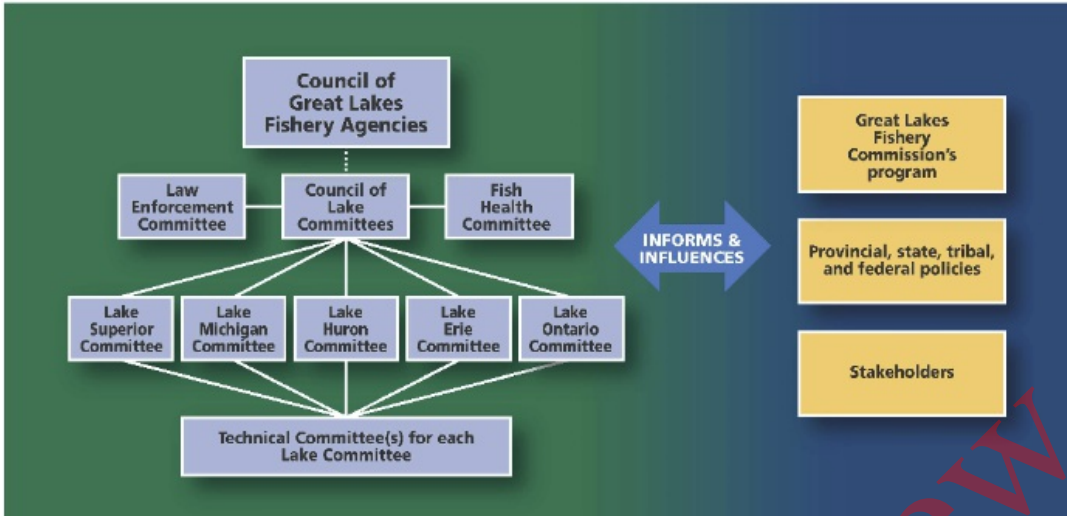 Council of
Great Lakes
Fishery Agencies
Law
Enforcement
Committee
Council of
Lake
Committees
Fish
Health
Committee
Lake
Superior
Committee
Lake
Michigan
Committee
Lake
Huron
Committee
Lake
Erie
Committee
Lake
Ontario
Committee
Technical Committee(s) for each
Lake Committee
INFORMS &
INFLUENCES
Great Lakes
Fishery
Commission's
program
Provincial, state, tribal,
and federal policies
Stakeholders